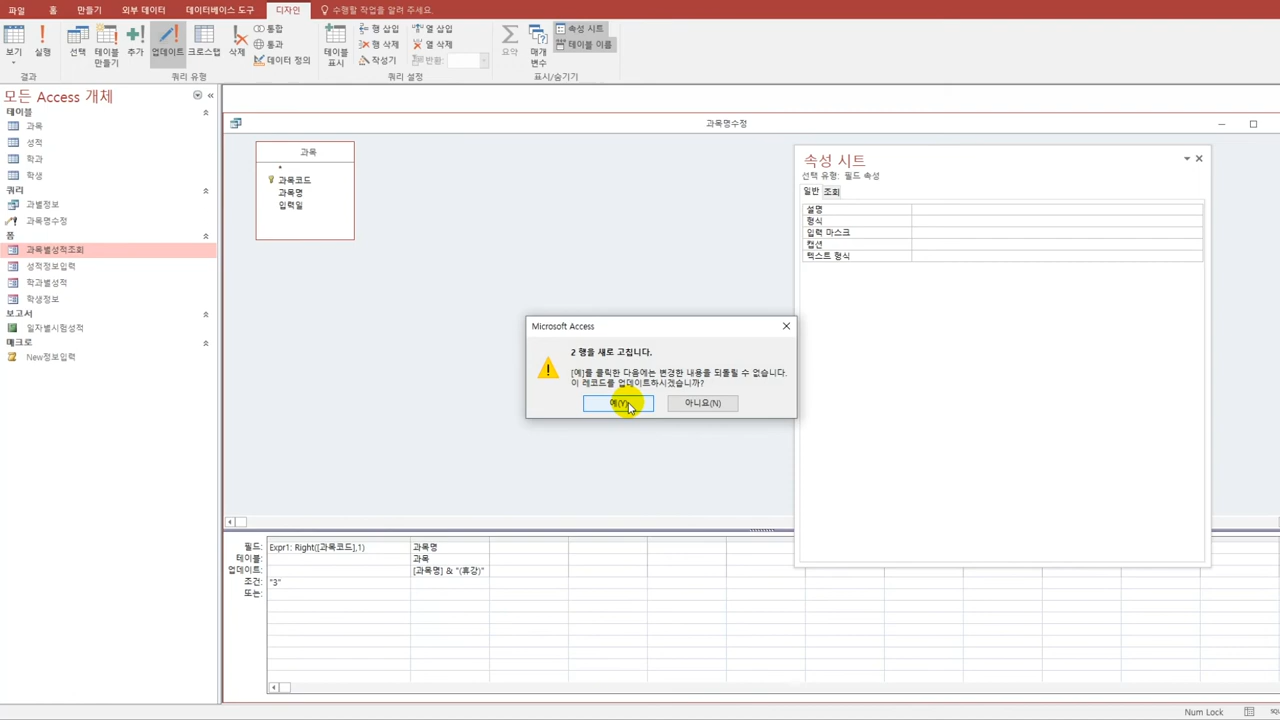 파일 홈 만들기 외부 데이터 데이터베이스 도구 디자인 수행할 작업을 알려 주세요.
보기 실행 선택 테이블 만들기 추가 업데이트 크로스탭 삭제 통합 통과 데이터 정의 테이블 표시 행 삽입 행 삭제 작성기 열 삽입 열 삭제 반환: 요약 매개 변수 속성 시트 테이블 이름
결과 쿼리 유형 쿼리 설정 표시/숨기기
모든 Access 개체
테이블
과목
성적
학과
학생
쿼리
과별정보
과목명수정
폼
과목별성적조회
성적정보입력
학과별성적
학생정보
보고서
일자별시험성적
매크로
New정보입력
과목명수정
과목
*
과목코드
과목명
입력일
속성 시트
선택 유형: 필드 속성
일반 조회
설명
형식
입력 마스크
캡션
텍스트 형식
Microsoft Access
2 행을 새로 고칩니다.
[예]를 클릭한 다음에는 변경한 내용을 되돌릴 수 없습니다.
이 레코드를 업데이트하시겠습니까?
예(Y) 아니요(N)
필드: Expr1: Right([과목코드],1) 과목명
테이블: 과목
업데이트: [과목명] & "(휴강)"
조건: "3"
또는:
Num Lock